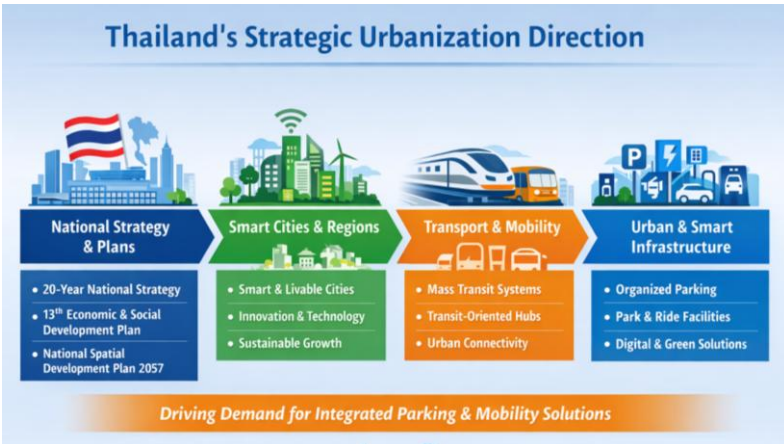 Thailand's Strategic Urbanization Direction
P
National Strategy
& Plans
• 20-Year National Strategy
• 13th Economic & Social
Development Plan
• National Spatial
Development Plan 2057
Smart Cities & Regions
• Smart & Livable Cities
• Innovation & Technology
• Sustainable Growth
Transport & Mobility
• Mass Transit Systems
• Transit-Oriented Hubs
• Urban Connectivity
Urban & Smart
Infrastructure
• Organized Parking
• Park & Ride Facilities
• Digital & Green Solutions
Driving Demand for Integrated Parking & Mobility Solutions